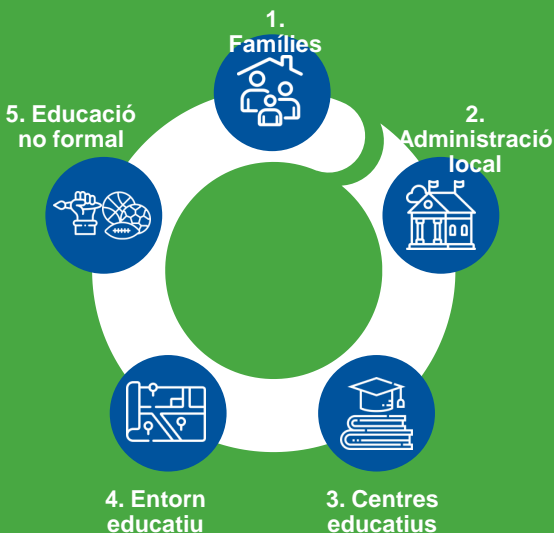 1.
Famílies
2.
Administració
local
3. Centres
educatius
4. Entorn
educatiu
5. Educació
no formal